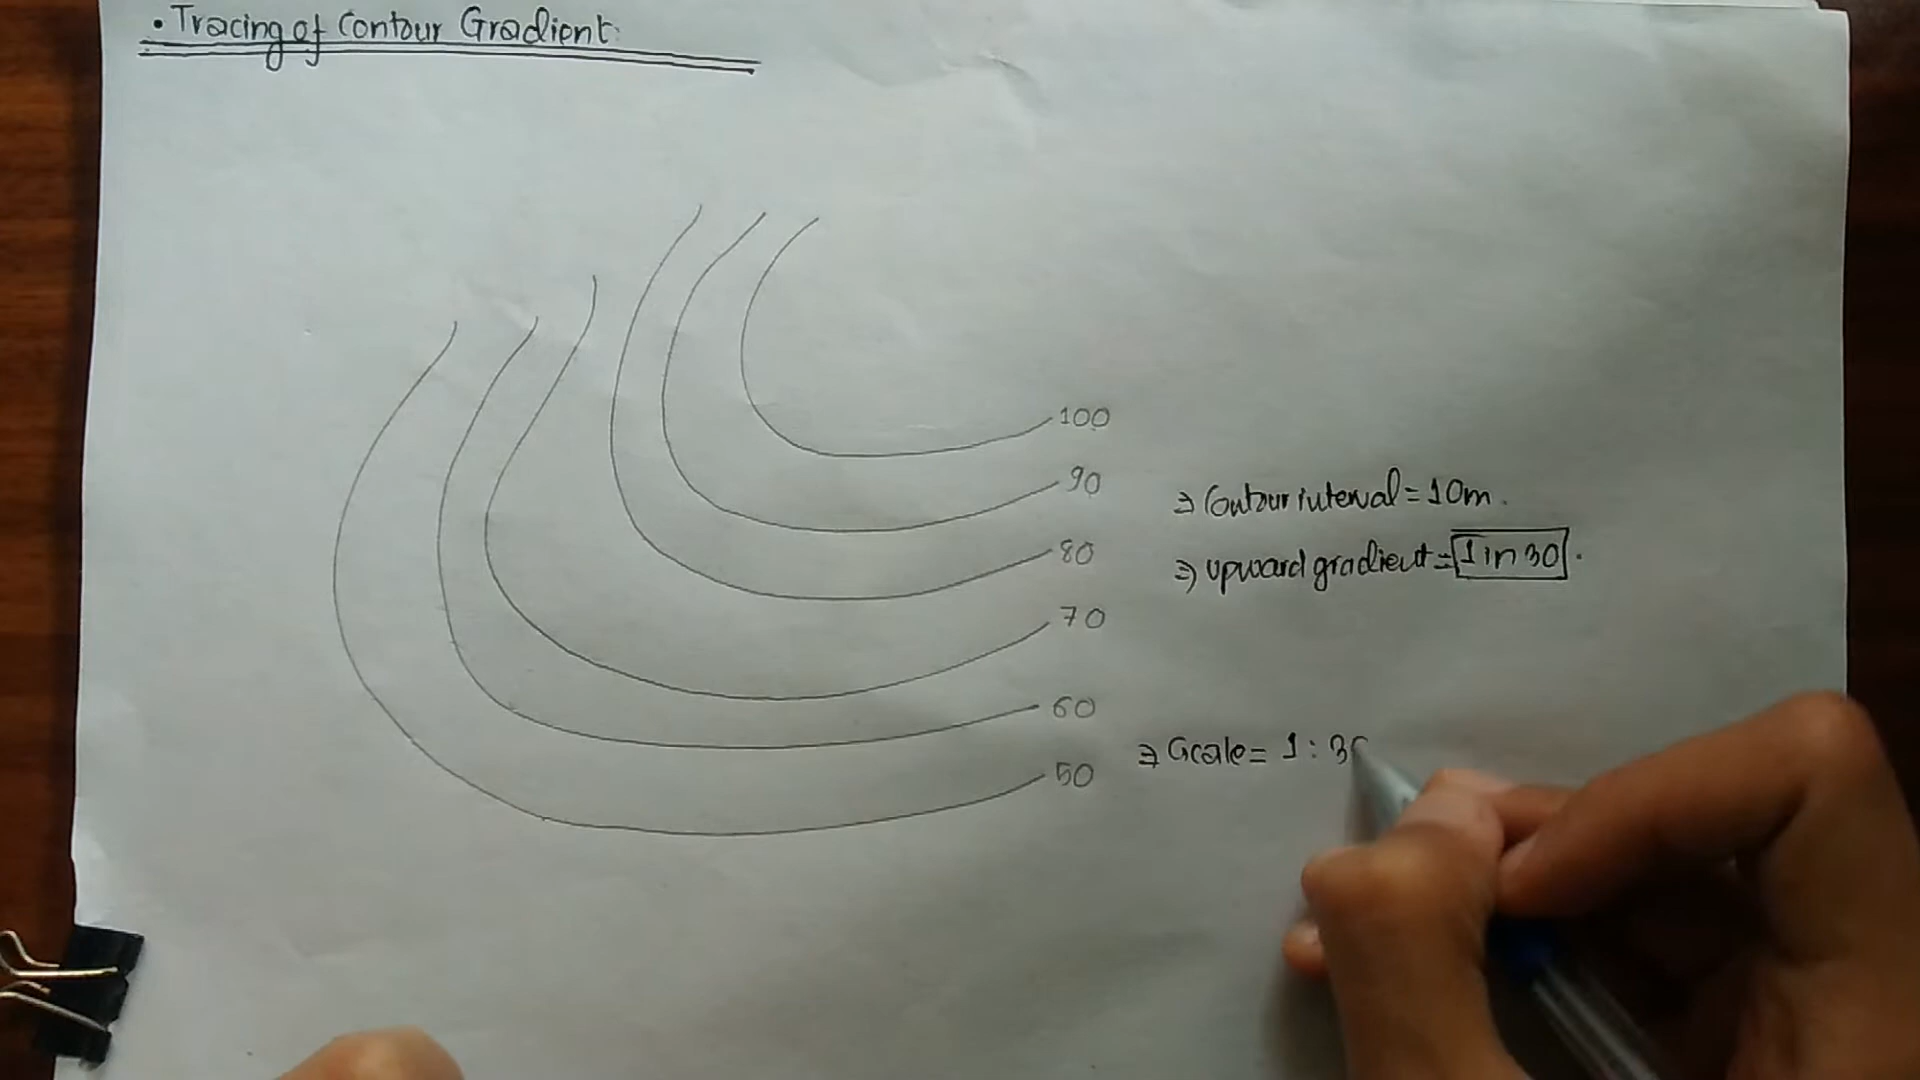 • Tracing of Contour Gradient:
100
90
⇒ Contour interval = 10m.
80
⇒ upward gradient = 1 in 30.
70
60
⇒ Scale = 1 : 30
50